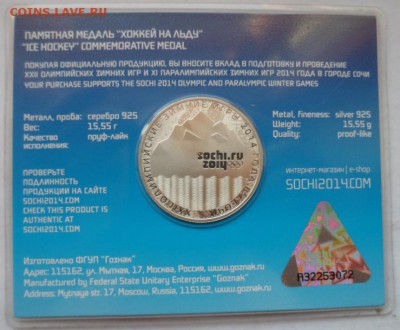 COINS.LAV.RU
ПАМЯТНАЯ МЕДАЛЬ "ХОККЕЙ НА ЛЬДУ"
"ICE HOCKEY" COMMEMORATIVE MEDAL
ПОКУПАЯ ОФИЦИАЛЬНУЮ ПРОДУКЦИЮ, ВЫ ВНОСИТЕ ВКЛАД В ПОДГОТОВКУ И ПРОВЕДЕНИЕ
XXII ОЛИМПИЙСКИХ ЗИМНИХ ИГР И XI ПАРАЛИМПИЙСКИХ ЗИМНИХ ИГР 2014 ГОДА В ГОРОДЕ СОЧИ
YOUR PURCHASE SUPPORTS THE SOCHI 2014 OLYMPIC AND PARALYMPIC WINTER GAMES
Металл, проба: серебро 925
Вес: 15,55 г
Качество пруф-лайк
исполнения:
Metal, fineness: silver 925
Weight: 15,55 g
Quality: proof-like
sochi.ru
2014
ПРОВЕРЬТЕ
ПОДЛИННОСТЬ
ПРОДУКЦИИ НА САЙТЕ
SOCHI2014.COM
CHECK THIS PRODUCT IS
AUTHENTIC AT
SOCHI2014.COM
ИНТЕРНЕТ-МАГАЗИН | E-SHOP
SOCHI2014.COM
A32253072
Изготовлено ФГУП "Гознак"
Адрес: 115162. ул. Мытная, 17, Москва, Россия, www.goznak.ru
Manufactured by Federal State Unitary Enterprise "Goznak"
Address: Mytnaya str. 17, Moscow, Russia, 115162, www.goznak.ru